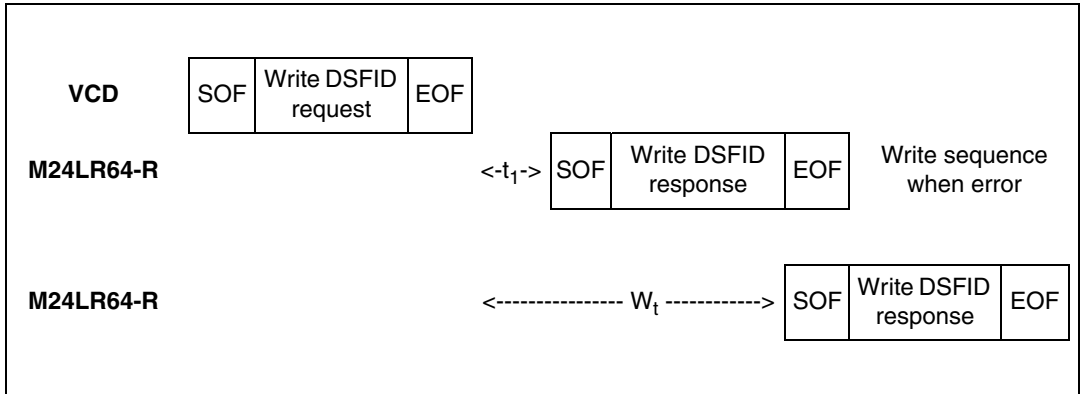 VCD SOF Write DSFID request EOF
M24LR64-R <-t1-> SOF Write DSFID response EOF Write sequence when error
M24LR64-R <---------------- Wt ------------> SOF Write DSFID response EOF